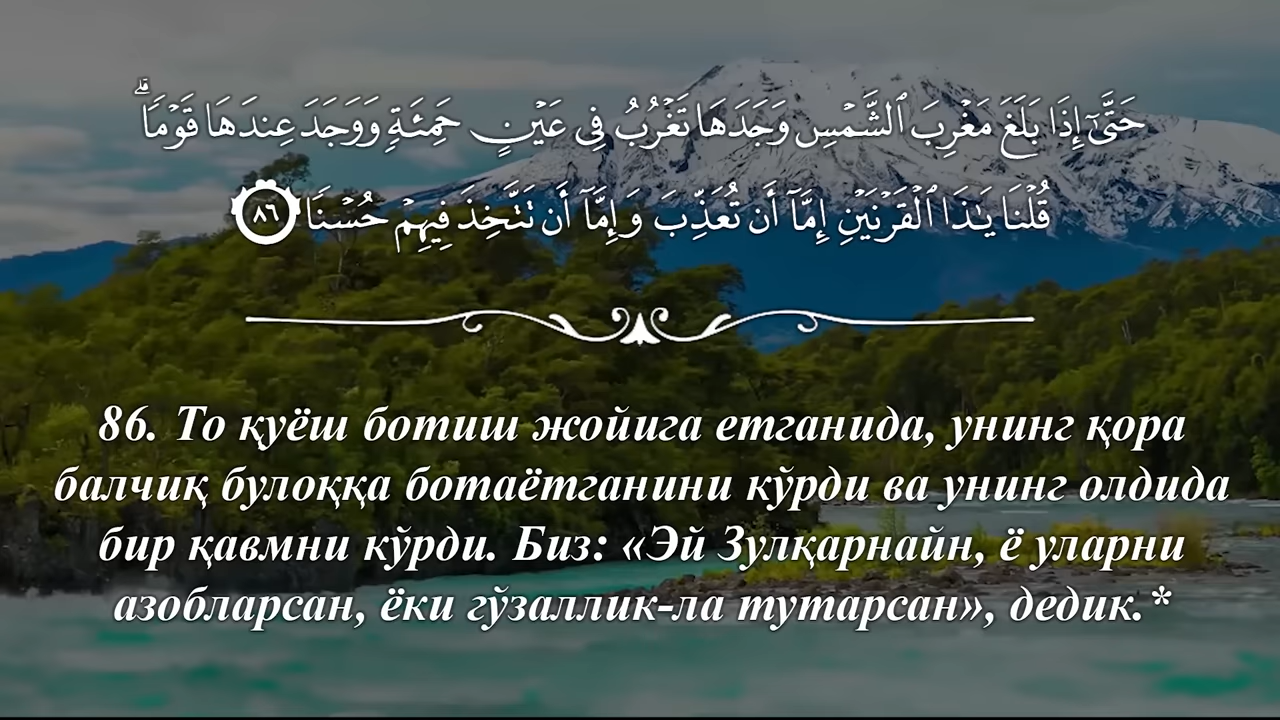 حَتَّىٰٓ إِذَا بَلَغَ مَغْرِبَ ٱلشَّمْسِ وَجَدَهَا تَغْرُبُ فِى عَيْنٍ حَمِئَةٍ وَوَجَدَ عِندَهَا قَوْمًا ۗ
قُلْنَا يَـٰذَا ٱلْقَرْنَيْنِ إِمَّآ أَن تُعَذِّبَ وَإِمَّآ أَن تَتَّخِذَ فِيهِمْ حُسْنًا ٨٦
86. То қуёш ботиш жойига етганида, унинг қора
балчиқ булоққа ботаётганини кўрди ва унинг олдида
бир қавмни кўрди. Биз: «Эй Зулқарнайн, ё уларни
азобларсан, ёки гўзаллик-ла тутарсан», дедик.*